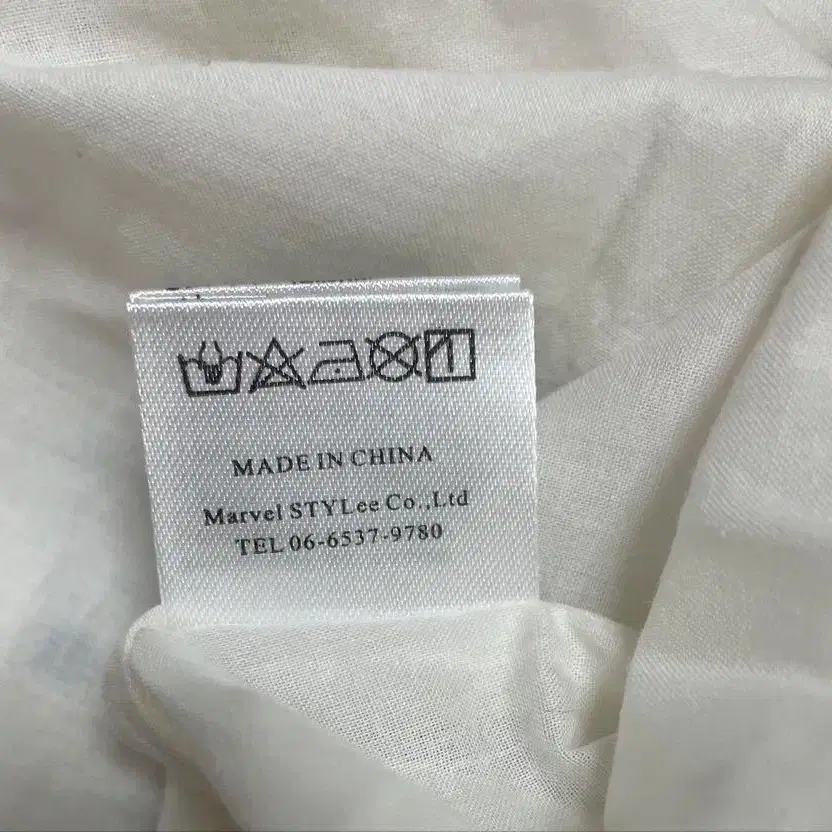 MADE IN CHINA
Marvel STYLee Co.,Ltd
TEL 06-6537-9780